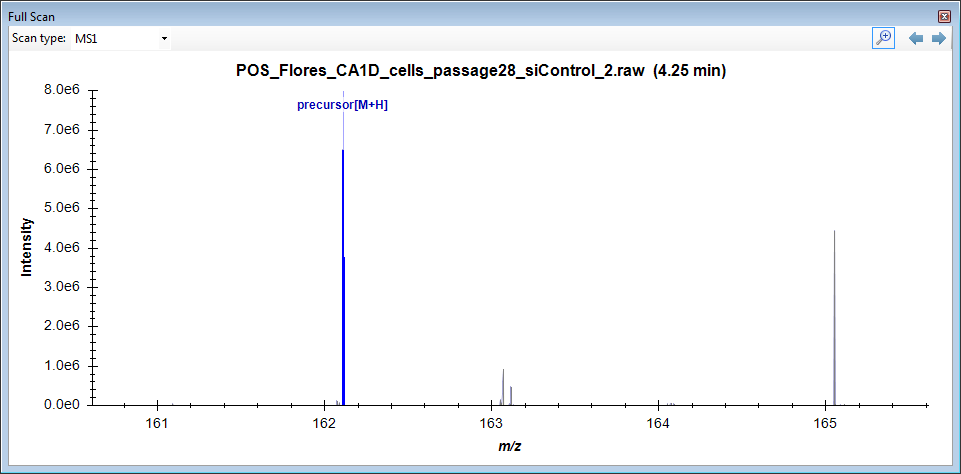 Full Scan
Scan type: MS1
POS_Flores_CA1D_cells_passage28_siControl_2.raw (4.25 min)
precursor[M+H]
8.0e6
7.0e6
6.0e6
5.0e6
4.0e6
3.0e6
2.0e6
1.0e6
0.0e0
Intensity
161 162 163 164 165
m/z